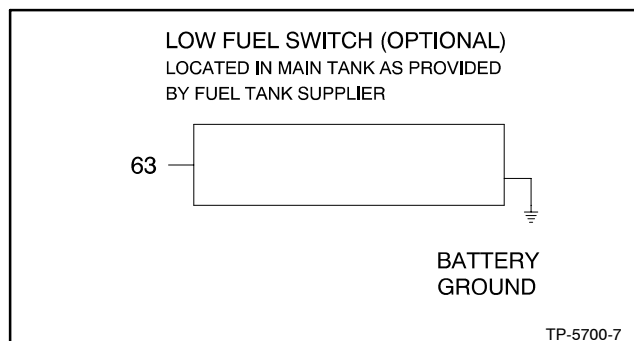 LOW FUEL SWITCH (OPTIONAL)
LOCATED IN MAIN TANK AS PROVIDED
BY FUEL TANK SUPPLIER
63
BATTERY
GROUND
TP-5700-7